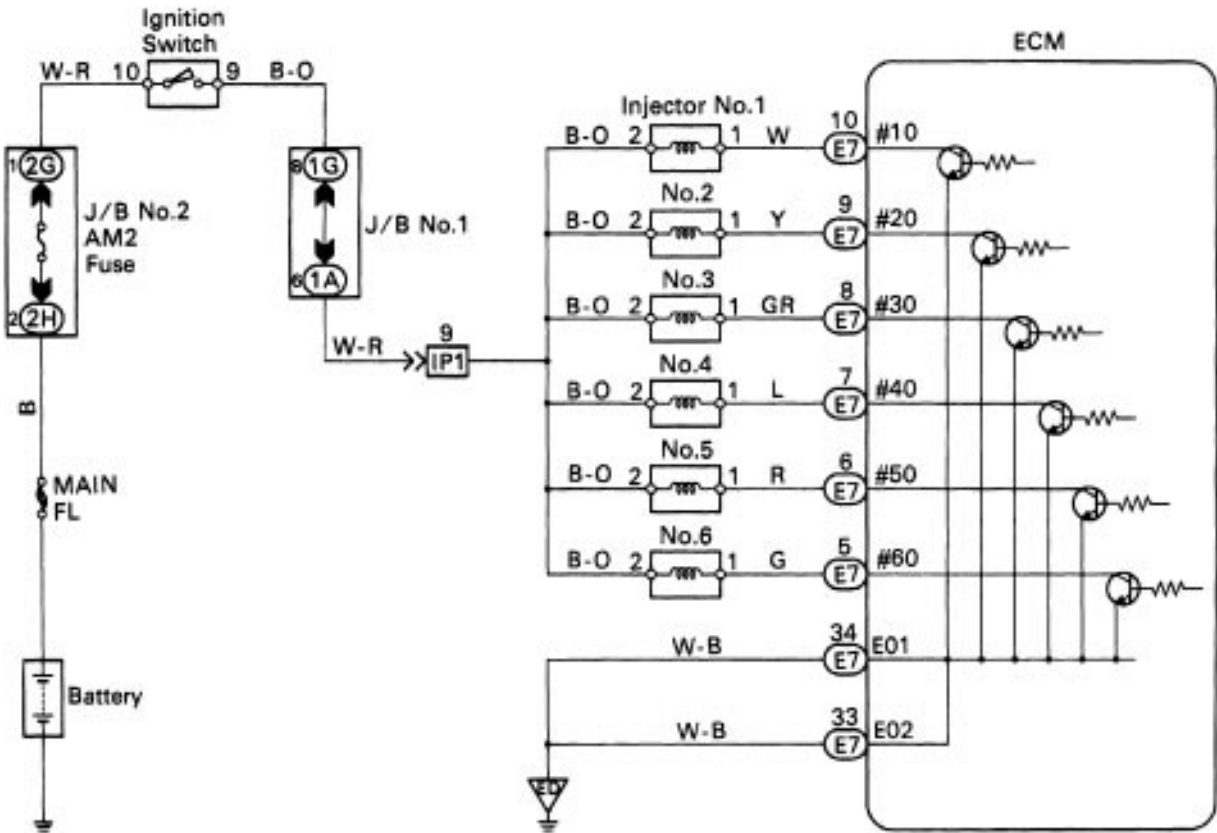 Ignition
Switch
W-R 10 9 B-O
1 2G
J/B No.2
AM2
Fuse
2 2H
8 1G
J/B No.1
6 1A
W-R
9
IP1
B
MAIN
FL
Battery
ECM
Injector No.1
B-O 2 1 W 10 E7 #10
No.2
B-O 2 1 Y 9 E7 #20
No.3
B-O 2 1 GR 8 E7 #30
No.4
B-O 2 1 L 7 E7 #40
No.5
B-O 2 1 R 6 E7 #50
No.6
B-O 2 1 G 5 E7 #60
W-B 34 E7 E01
W-B 33 E7 E02
ED